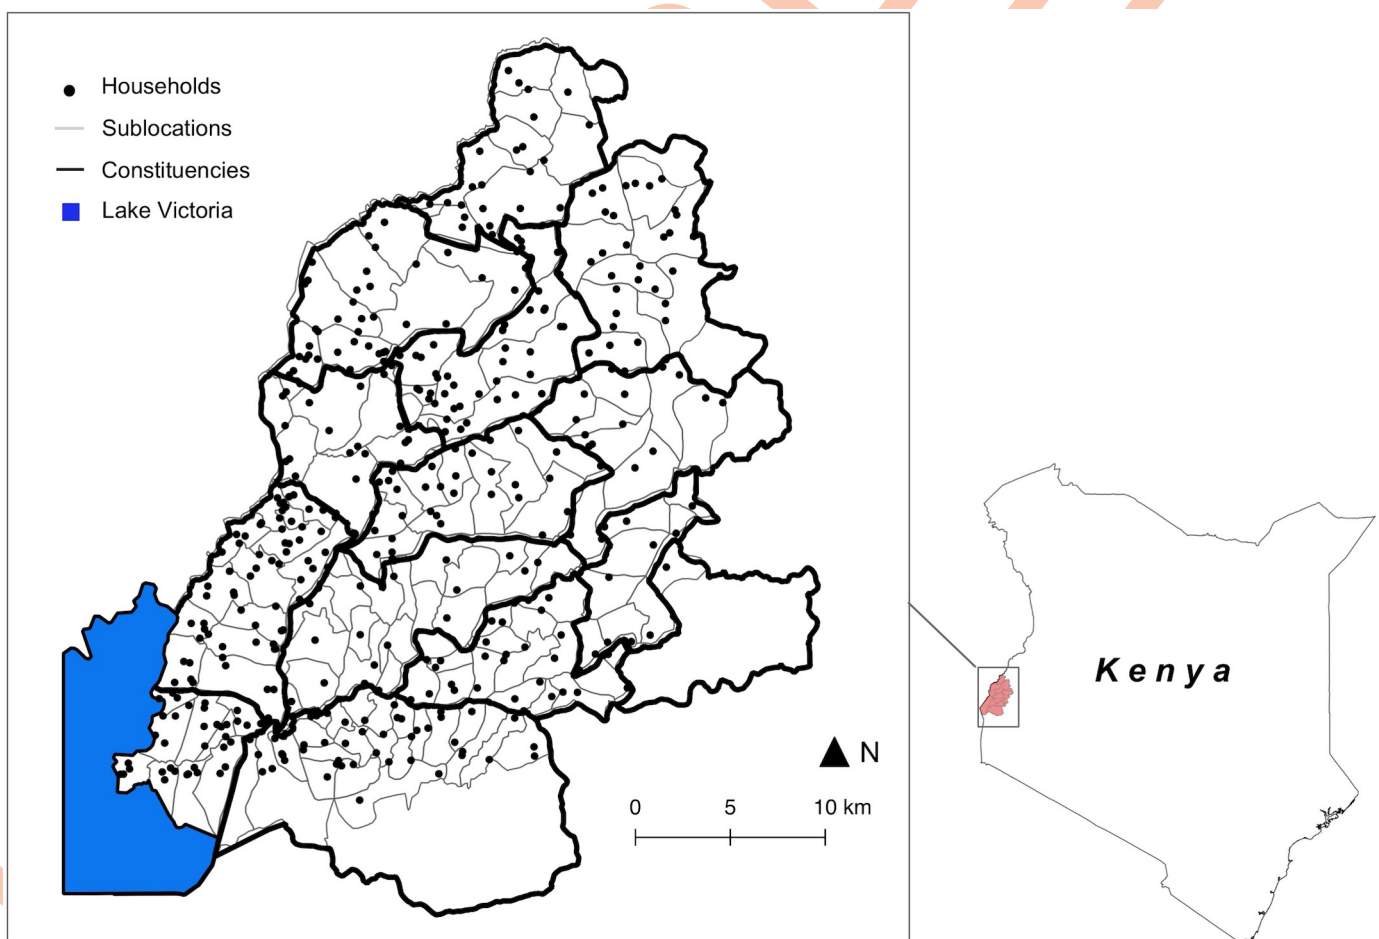 Households
Sublocations
Constituencies
Lake Victoria
Kenya
N
0 5 10 km